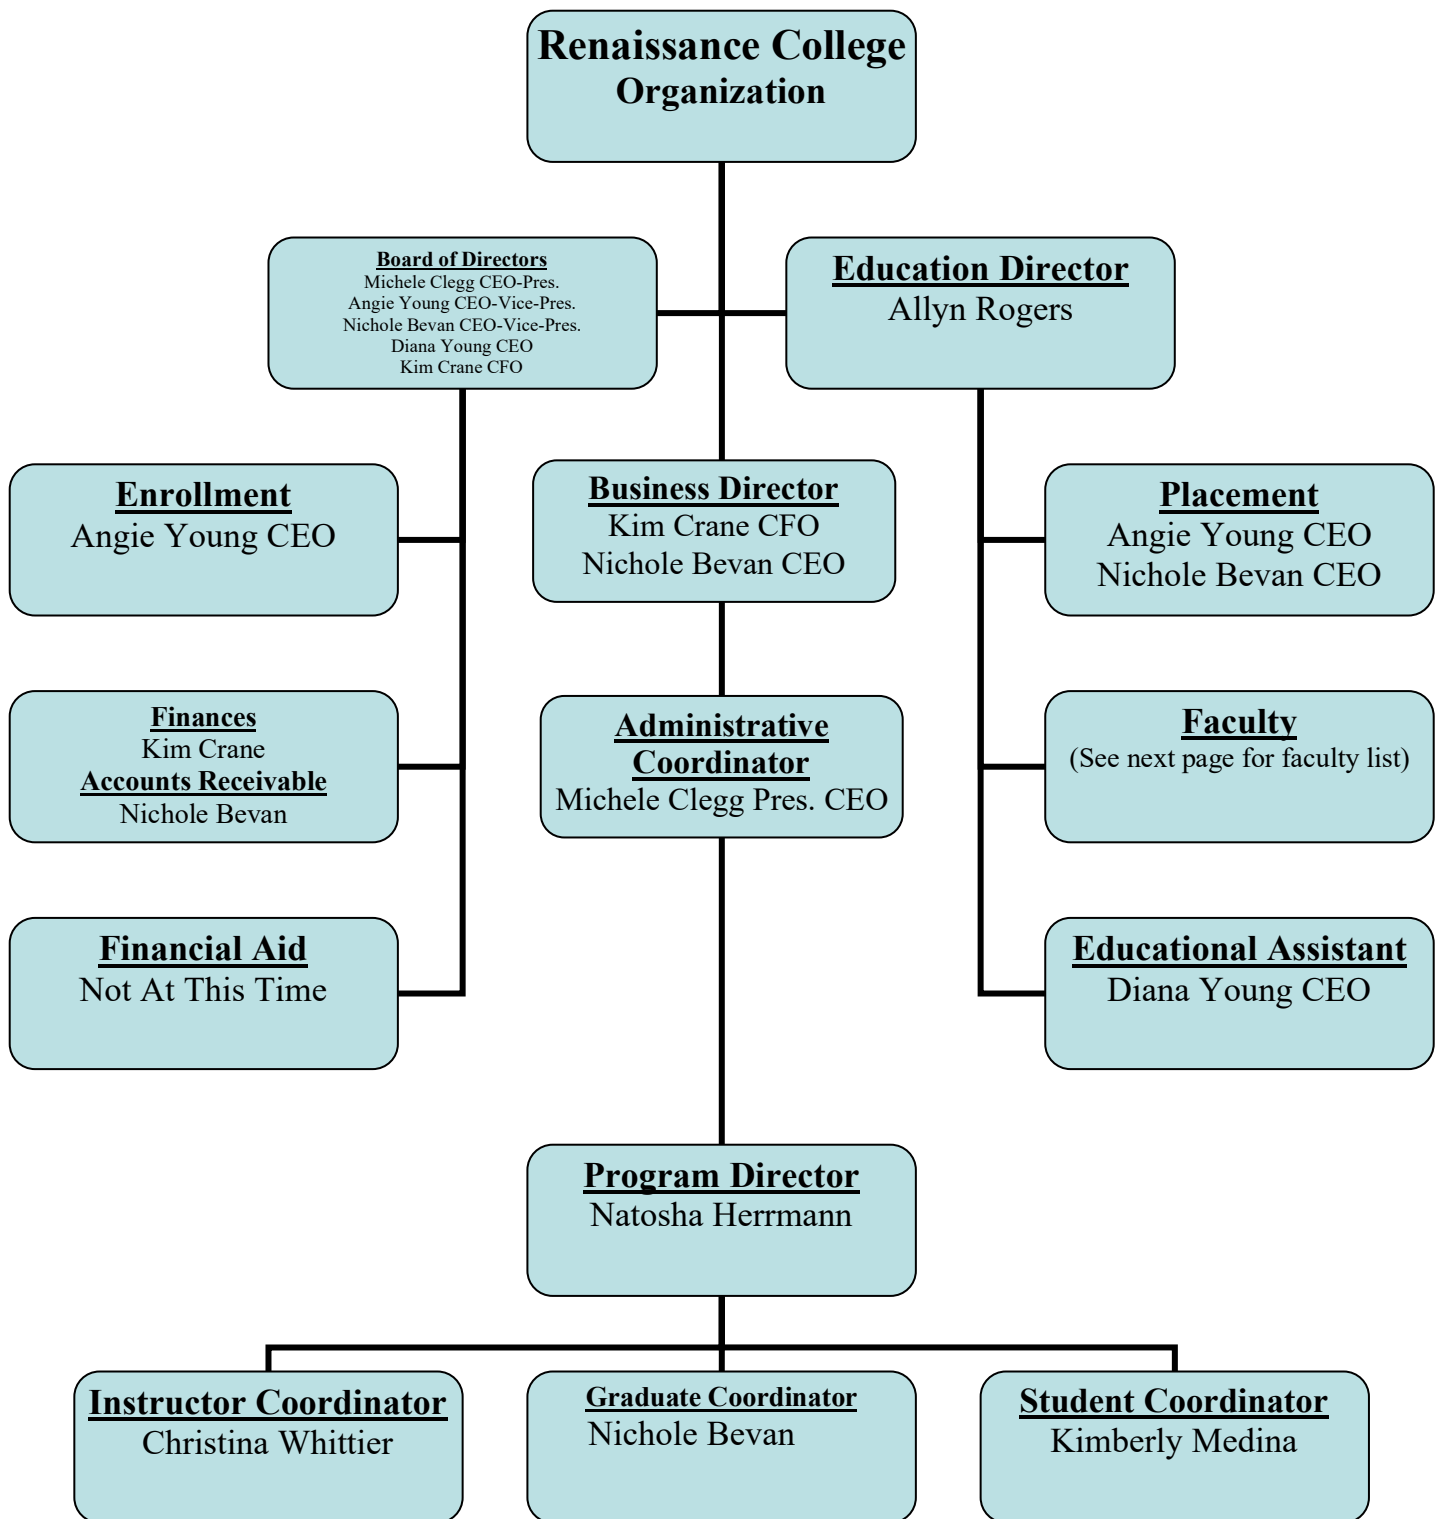 Renaissance College
Organization
Board of Directors
Michele Clegg CEO-Pres.
Angie Young CEO-Vice-Pres.
Nichole Bevan CEO-Vice-Pres.
Diana Young CEO
Kim Crane CFO
Education Director
Allyn Rogers
Enrollment
Angie Young CEO
Business Director
Kim Crane CFO
Nichole Bevan CEO
Placement
Angie Young CEO
Nichole Bevan CEO
Finances
Kim Crane
Accounts Receivable
Nichole Bevan
Administrative
Coordinator
Michele Clegg Pres. CEO
Faculty
(See next page for faculty list)
Financial Aid
Not At This Time
Educational Assistant
Diana Young CEO
Program Director
Natosha Herrmann
Instructor Coordinator
Christina Whittier
Graduate Coordinator
Nichole Bevan
Student Coordinator
Kimberly Medina